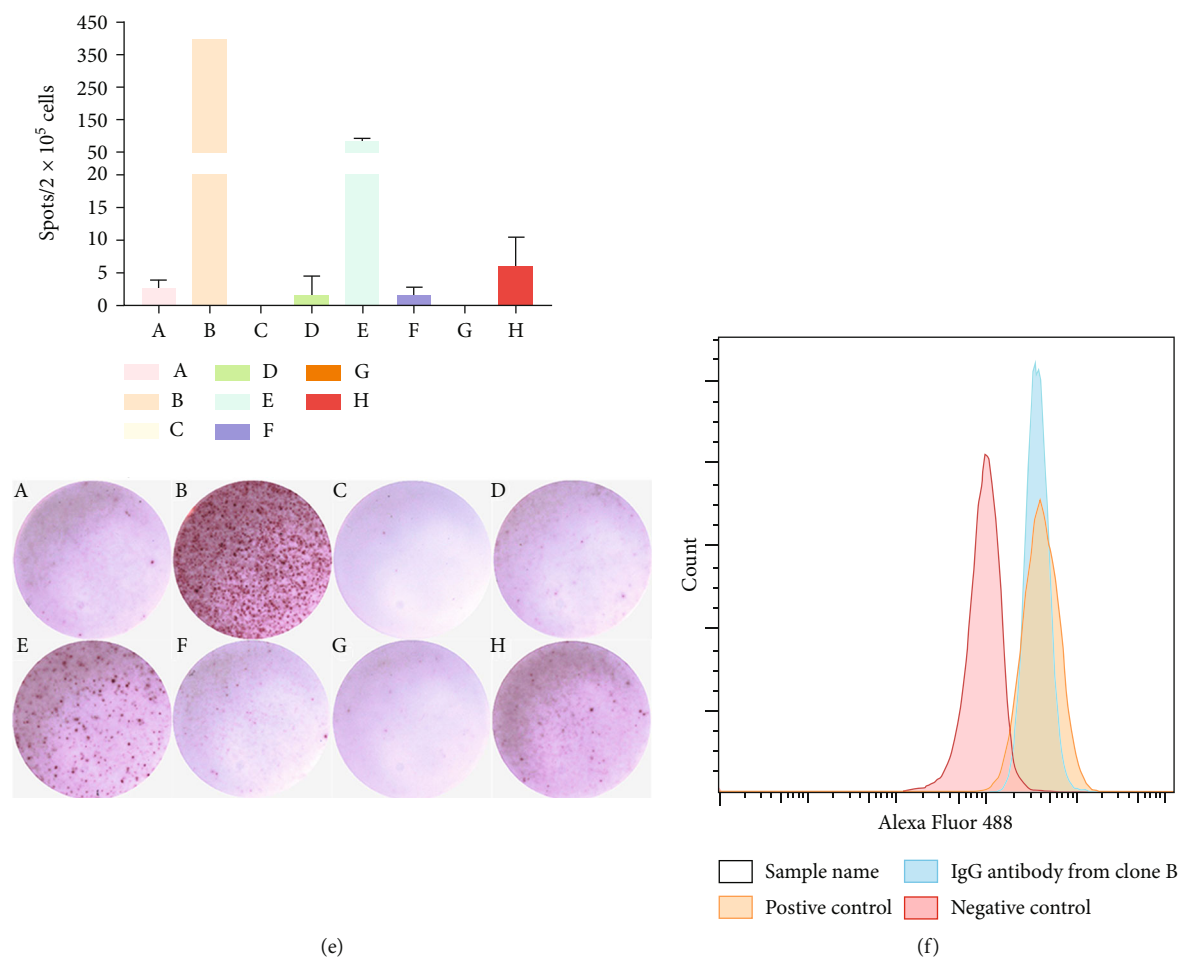 450
350
250
150
50
20
15
10
5
0
Spots/2 × 10⁵ cells
A B C D E F G H
A D G
B E H
C F
A B C D
E F G H
Count
Alexa Fluor 488
Sample name IgG antibody from clone B
Postive control Negative control
(e) (f)